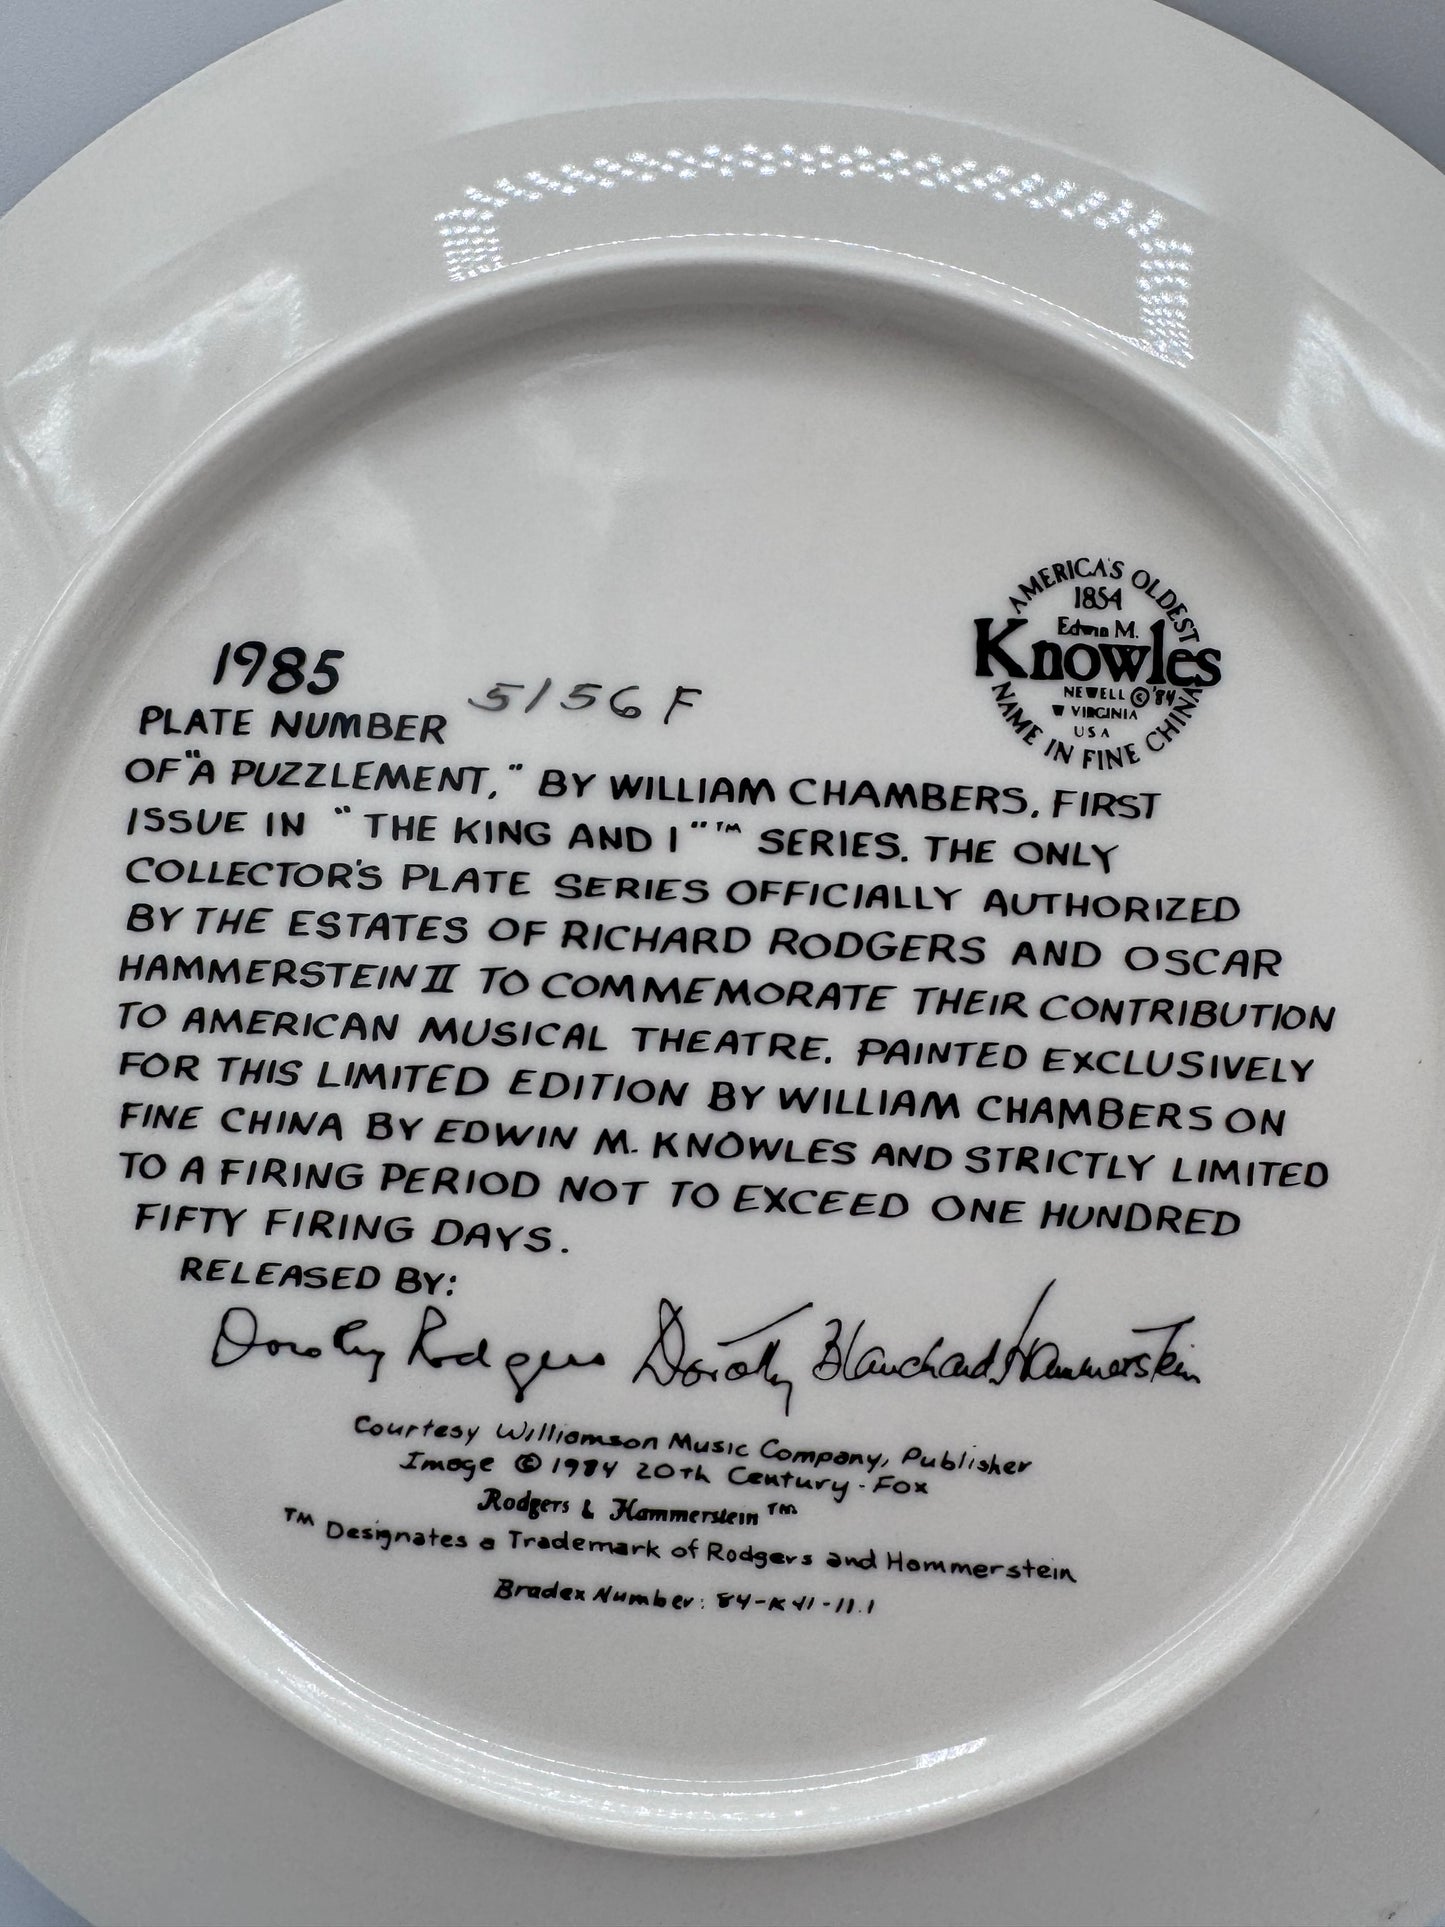 AMERICA'S OLDEST
1854
Edwin M.
Knowles
NEWELL © '84
W VIRGINIA
USA
NAME IN FINE CHINA
1985
PLATE NUMBER 5156 F
OF "A PUZZLEMENT," BY WILLIAM CHAMBERS, FIRST
ISSUE IN "THE KING AND I"™ SERIES. THE ONLY
COLLECTOR'S PLATE SERIES OFFICIALLY AUTHORIZED
BY THE ESTATES OF RICHARD RODGERS AND OSCAR
HAMMERSTEIN II TO COMMEMORATE THEIR CONTRIBUTION
TO AMERICAN MUSICAL THEATRE. PAINTED EXCLUSIVELY
FOR THIS LIMITED EDITION BY WILLIAM CHAMBERS ON
FINE CHINA BY EDWIN M. KNOWLES AND STRICTLY LIMITED
TO A FIRING PERIOD NOT TO EXCEED ONE HUNDRED
FIFTY FIRING DAYS.
RELEASED BY:
Dorothy Rodgers Dorothy Blanchard Hammerstein
Courtesy Williamson Music Company, Publisher
Image © 1984 20th Century-Fox
Rodgers & Hammerstein™
™ Designates a Trademark of Rodgers and Hammerstein
Bradex Number: 84-K41-11.1